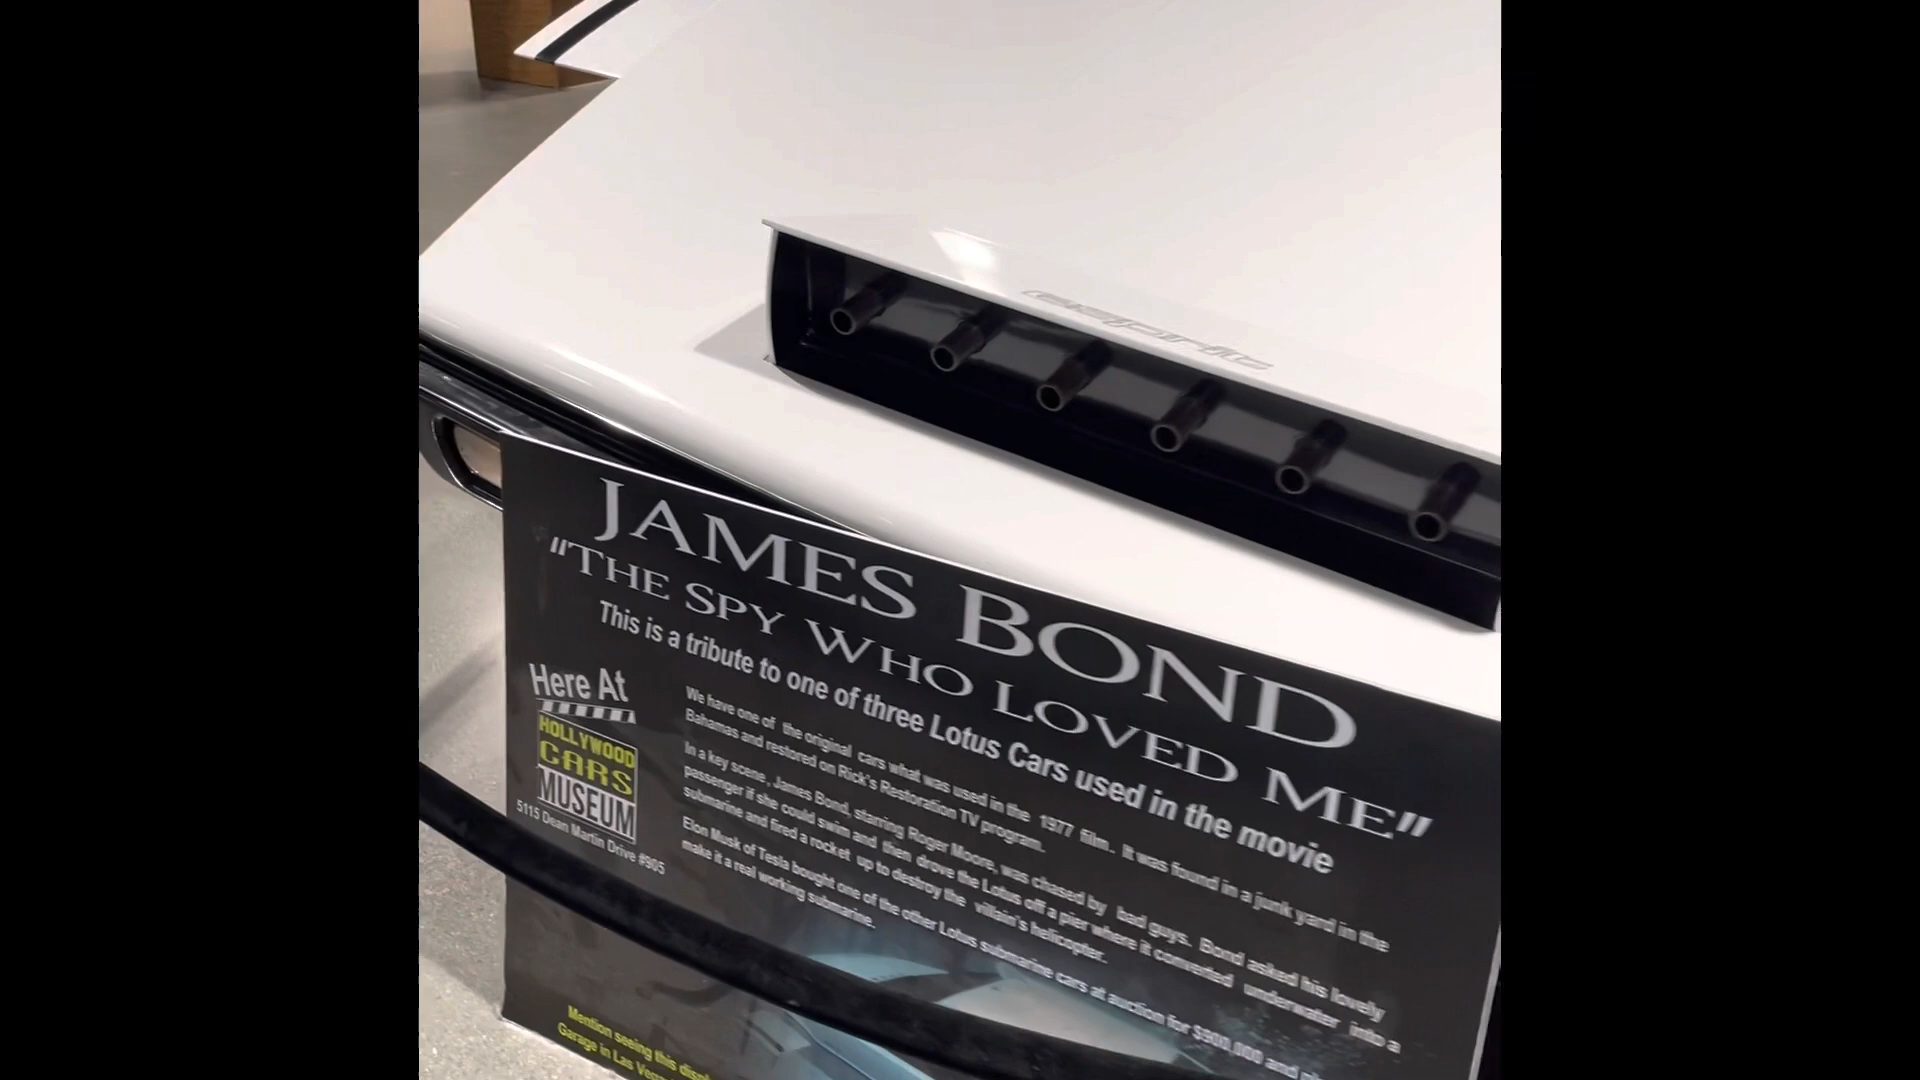 esprit
JAMES BOND
"THE SPY WHO LOVED ME"
This is a tribute to one of three Lotus Cars used in the movie
Here At
HOLLYWOOD
CARS
MUSEUM
5115 Dean Martin Drive #905
We have one of the original cars what was used in the 1977 film. It was found in a junk yard in the
Bahamas and restored on Rick's Restoration TV program.
In a key scene, James Bond, starring Roger Moore, was chased by bad guys. Bond asked his lovely
passenger if she could swim and then drove the Lotus off a pier where it converted underwater into a
submarine and fired a rocket up to destroy the villain's helicopter.
Elon Musk of Tesla bought one of the other Lotus submarine cars at auction for $900,000 and
make it a real working submarine.
Mention seeing this
Garage in Las